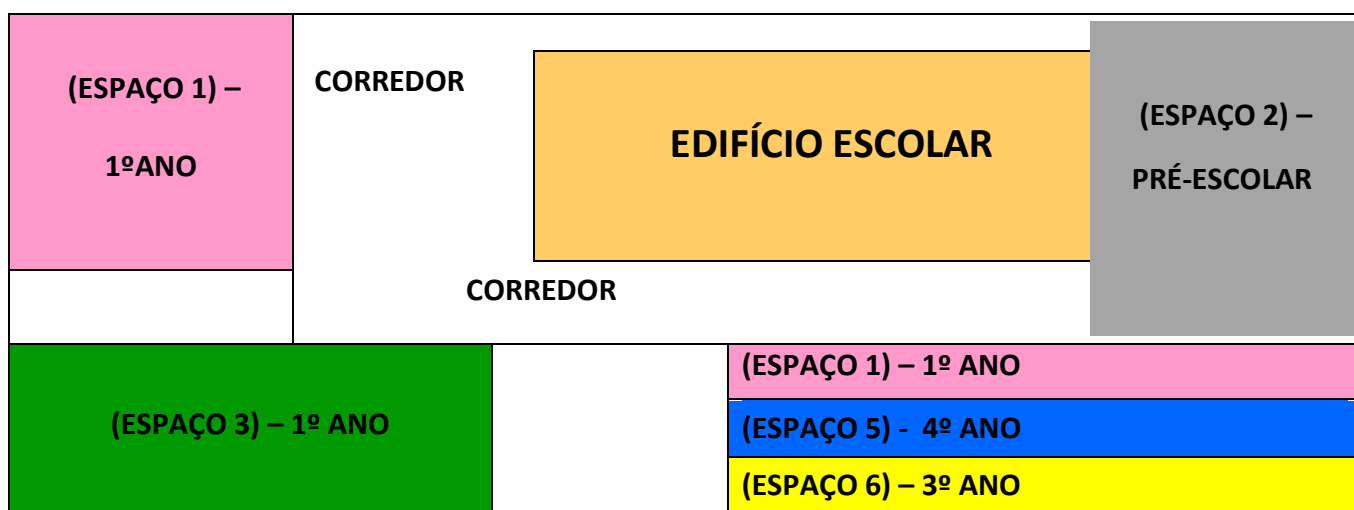 (ESPAÇO 1) –
1ºANO
CORREDOR
EDIFÍCIO ESCOLAR
(ESPAÇO 2) –
PRÉ-ESCOLAR
CORREDOR
(ESPAÇO 3) – 1º ANO
(ESPAÇO 1) – 1º ANO
(ESPAÇO 5) - 4º ANO
(ESPAÇO 6) – 3º ANO